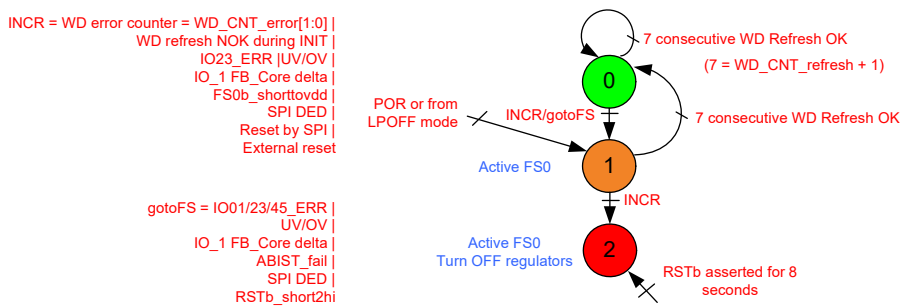 INCR = WD error counter = WD_CNT_error[1:0] |
WD refresh NOK during INIT |
IO23_ERR |UV/OV |
IO_1 FB_Core delta |
FS0b_shorttovdd |
SPI DED |
Reset by SPI |
External reset
7 consecutive WD Refresh OK
(7 = WD_CNT_refresh + 1)
0
POR or from
LPOFF mode
INCR/gotoFS
7 consecutive WD Refresh OK
Active FS0
1
INCR
gotoFS = IO01/23/45_ERR |
UV/OV |
IO_1 FB_Core delta |
ABIST_fail |
SPI DED |
RSTb_short2hi
Active FS0
Turn OFF regulators
2
RSTb asserted for 8
seconds